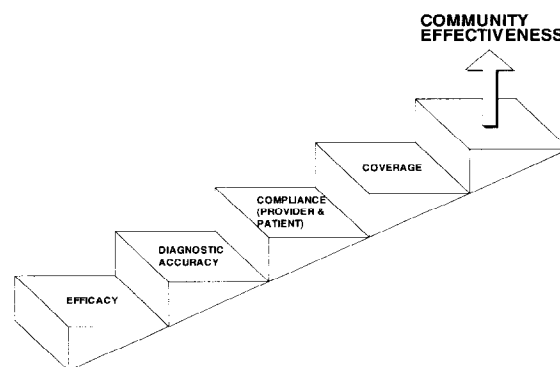 COMMUNITY
EFFECTIVENESS
COVERAGE
COMPLIANCE
(PROVIDER &
PATIENT)
DIAGNOSTIC
ACCURACY
EFFICACY